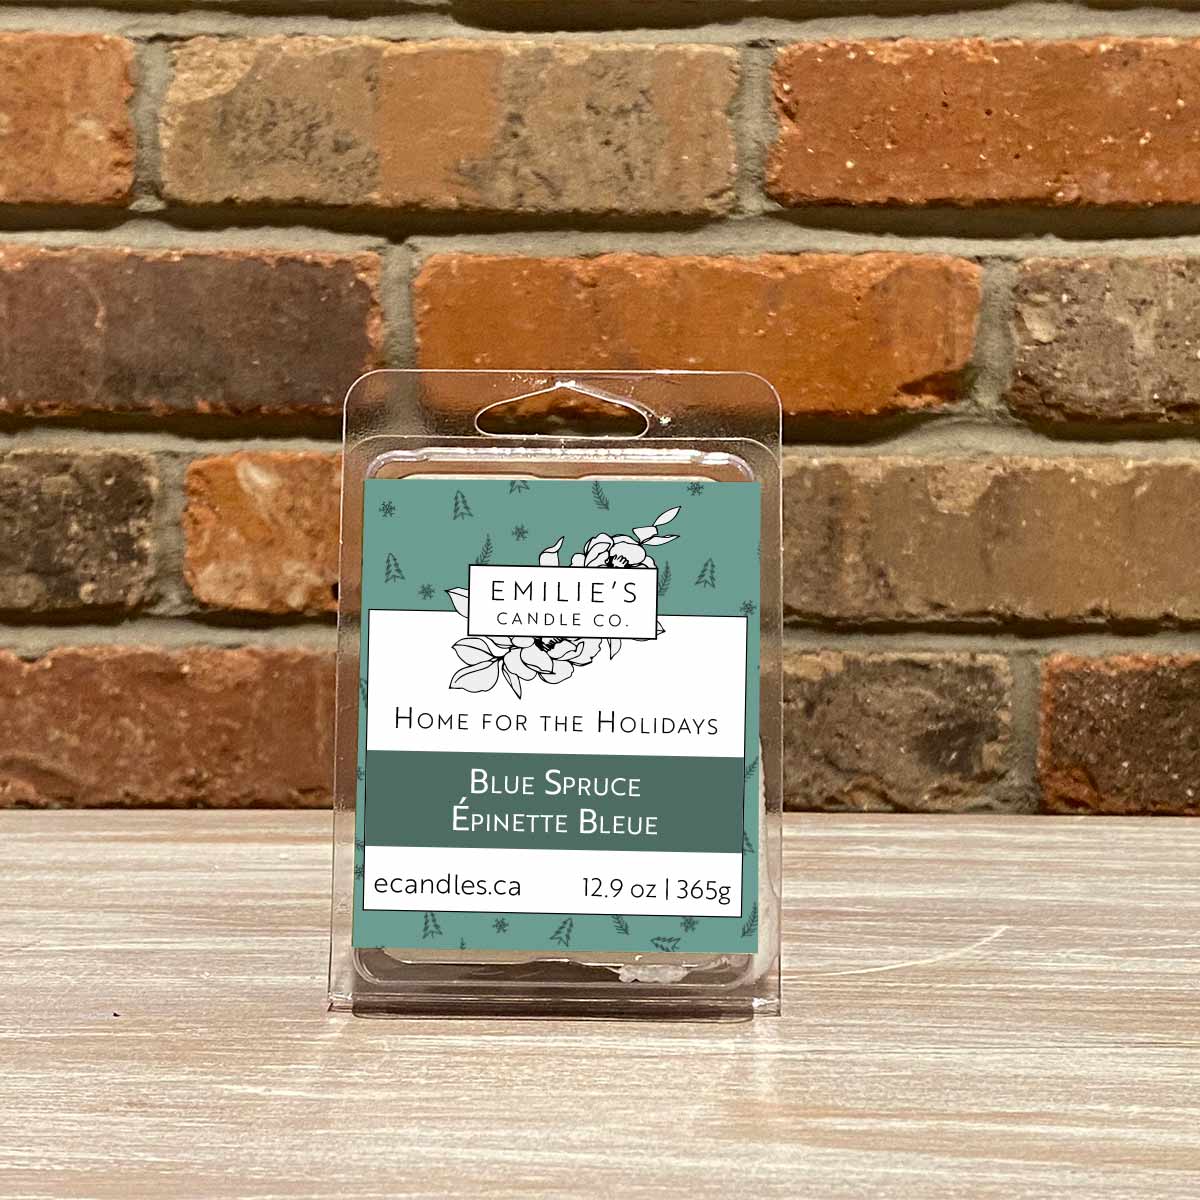 EMILIE'S
CANDLE CO.
HOME FOR THE HOLIDAYS
BLUE SPRUCE
ÉPINETTE BLEUE
ecandles.ca 12.9 oz | 365g